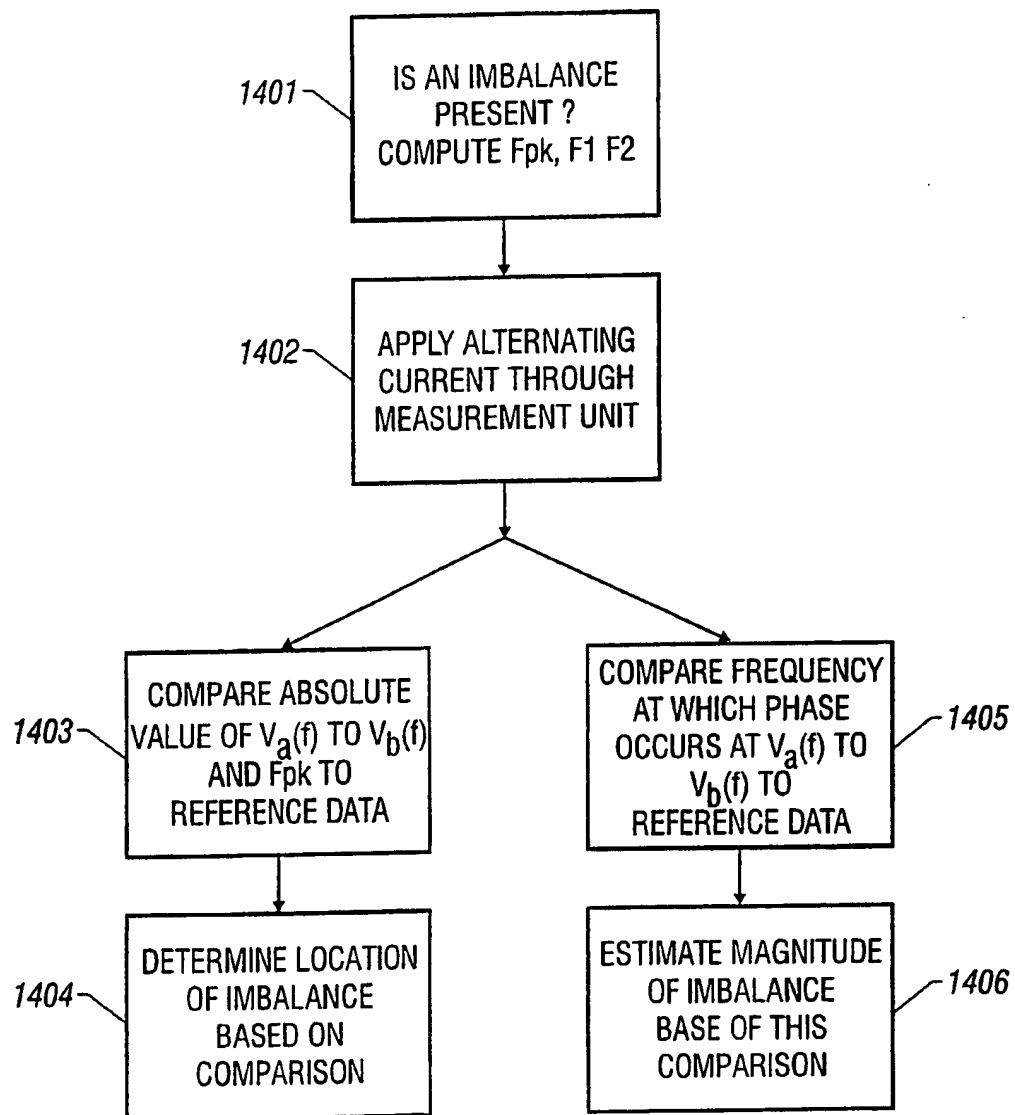 1401
IS AN IMBALANCE
PRESENT ?
COMPUTE Fpk, F1 F2
1402
APPLY ALTERNATING
CURRENT THROUGH
MEASUREMENT UNIT
1403
COMPARE ABSOLUTE
VALUE OF Va(f) TO Vb(f)
AND Fpk TO
REFERENCE DATA
COMPARE FREQUENCY
AT WHICH PHASE
OCCURS AT Va(f) TO
Vb(f) TO
REFERENCE DATA
1405
1404
DETERMINE LOCATION
OF IMBALANCE
BASED ON
COMPARISON
ESTIMATE MAGNITUDE
OF IMBALANCE
BASE OF THIS
COMPARISON
1406